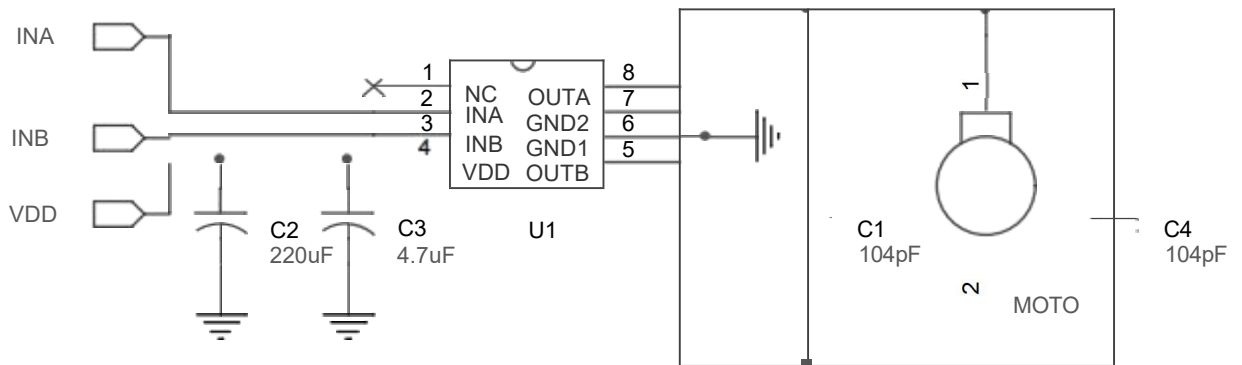 INA
INB
VDD
1
2
3
4
NC
INA
INB
VDD
OUTA
GND2
GND1
OUTB
8
7
6
5
U1
C2
220uF
C3
4.7uF
1
2
MOTO
C1
104pF
C4
104pF